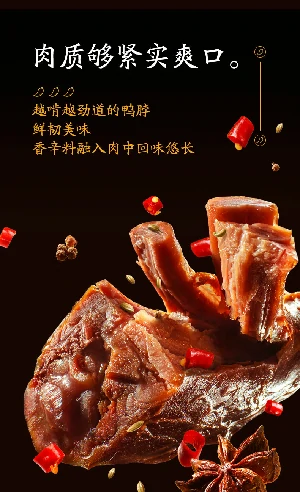 肉质够紧实爽口。
越啃越劲道的鸭脖
鲜韧美味
香辛料融入肉中回味悠长